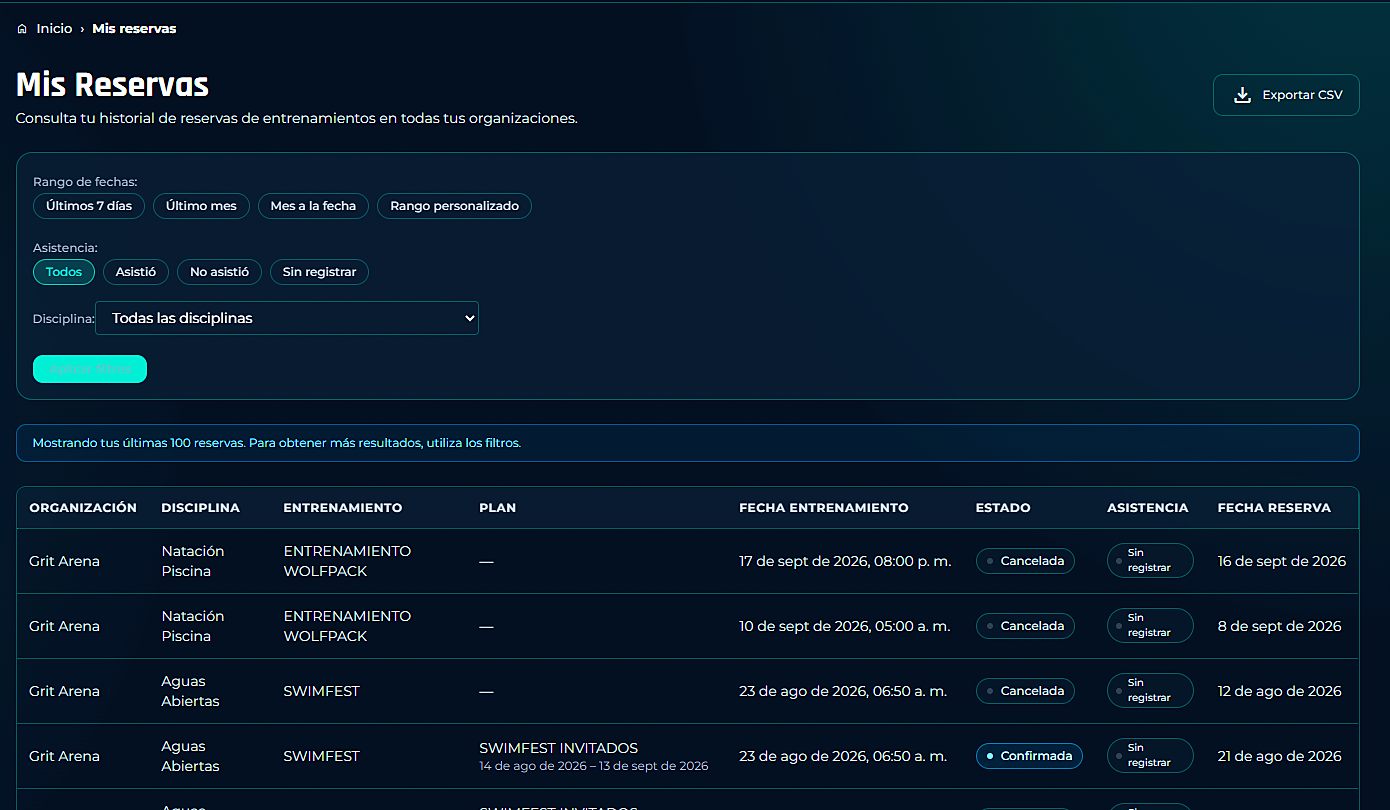 Inicio › Mis reservas
Mis Reservas
Exportar CSV
Consulta tu historial de reservas de entrenamientos en todas tus organizaciones.
Rango de fechas:
Últimos 7 días Último mes Mes a la fecha Rango personalizado
Asistencia:
Todos Asistió No asistió Sin registrar
Disciplina: Todas las disciplinas
Aplicar filtros
Mostrando tus últimas 100 reservas. Para obtener más resultados, utiliza los filtros.
ORGANIZACIÓN DISCIPLINA ENTRENAMIENTO PLAN FECHA ENTRENAMIENTO ESTADO ASISTENCIA FECHA RESERVA
Grit Arena
Natación
Piscina
ENTRENAMIENTO
WOLFPACK
—
17 de sept de 2026, 08:00 p. m.
Cancelada
Sin
registrar
16 de sept de 2026
Grit Arena
Natación
Piscina
ENTRENAMIENTO
WOLFPACK
—
10 de sept de 2026, 05:00 a. m.
Cancelada
Sin
registrar
8 de sept de 2026
Grit Arena
Aguas
Abiertas
SWIMFEST
—
23 de ago de 2026, 06:50 a. m.
Cancelada
Sin
registrar
12 de ago de 2026
Grit Arena
Aguas
Abiertas
SWIMFEST
SWIMFEST INVITADOS
14 de ago de 2026 – 13 de sept de 2026
23 de ago de 2026, 06:50 a. m.
Confirmada
Sin
registrar
21 de ago de 2026